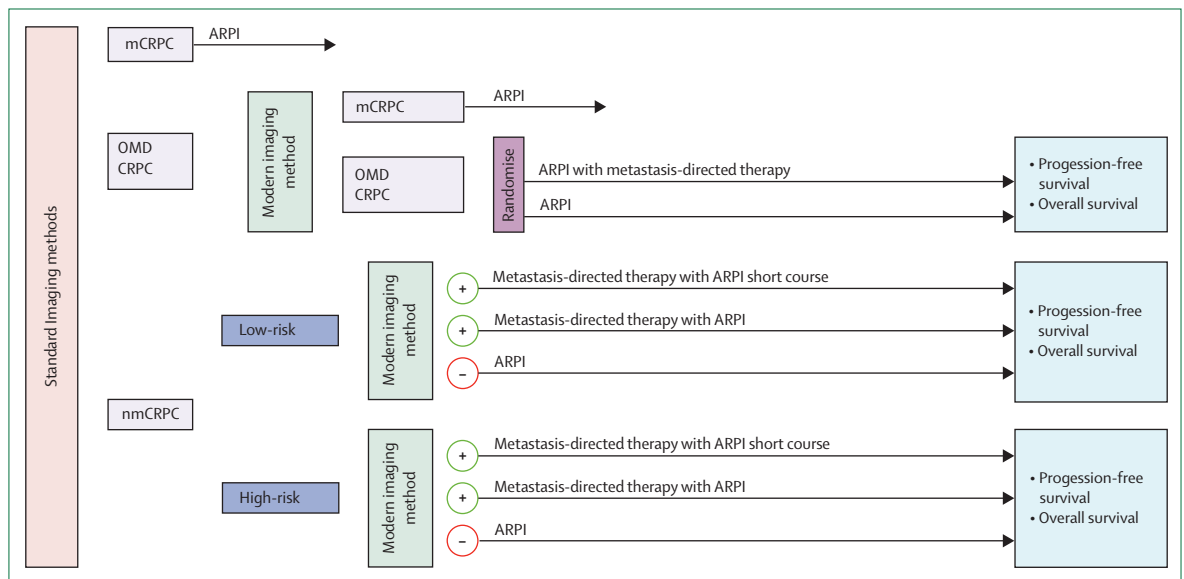 Standard Imaging methods
mCRPC
ARPI
OMD
CRPC
Modern imaging
method
mCRPC
ARPI
OMD
CRPC
Randomise
ARPI with metastasis-directed therapy
ARPI
• Progession-free
survival
• Overall survival
nmCRPC
Low-risk
Modern imaging
method
+
Metastasis-directed therapy with ARPI short course
+
Metastasis-directed therapy with ARPI
–
ARPI
• Progession-free
survival
• Overall survival
High-risk
Modern imaging
method
+
Metastasis-directed therapy with ARPI short course
+
Metastasis-directed therapy with ARPI
–
ARPI
• Progession-free
survival
• Overall survival